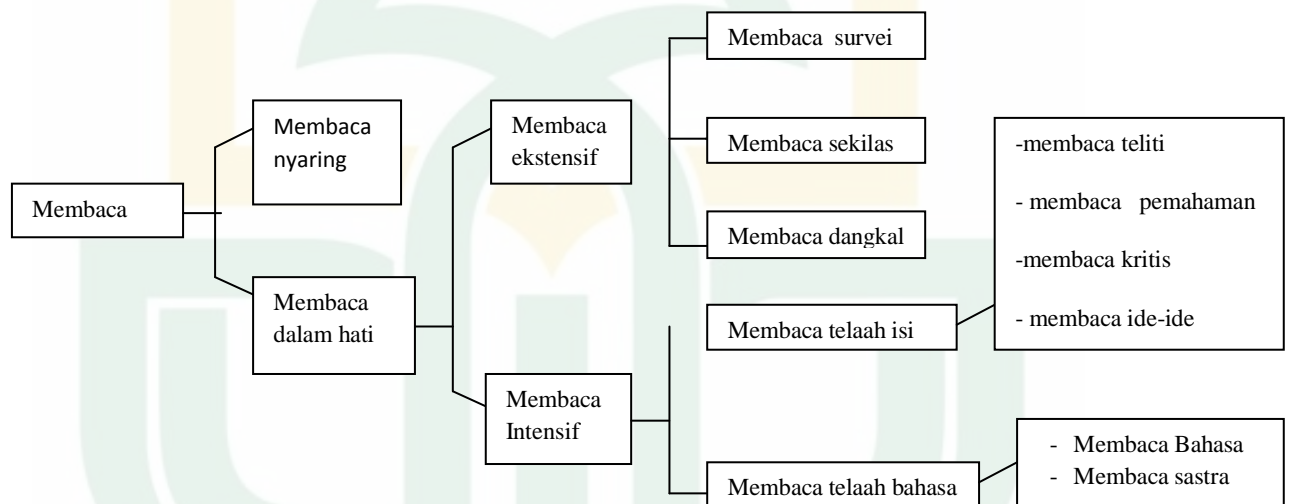 Membaca
Membaca
nyaring
Membaca
dalam hati
Membaca
ekstensif
Membaca
Intensif
Membaca survei
Membaca sekilas
Membaca dangkal
Membaca telaah isi
Membaca telaah bahasa
-membaca teliti
- membaca pemahaman
-membaca kritis
- membaca ide-ide
- Membaca Bahasa
- Membaca sastra